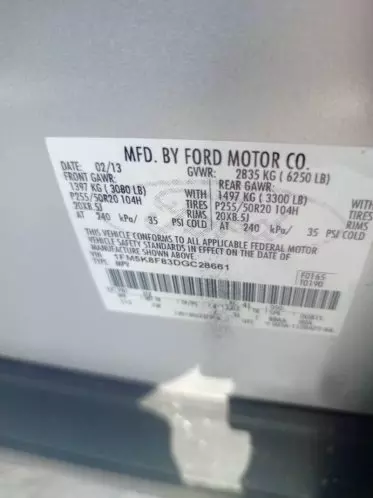 MFD. BY FORD MOTOR CO.
DATE: 02/13 GVWR: 2835 KG ( 6250 LB)
FRONT GAWR: REAR GAWR:
1397 KG ( 3080 LB) WITH 1497 KG ( 3300 LB) WITH
P255/50R20 104H TIRES P255/50R20 104H TIRES
20X8.5J RIMS 20X8.5J RIMS
AT 240 kPa/ 35 PSI COLD AT 240 kPa/ 35 PSI COLD
THIS VEHICLE CONFORMS TO ALL APPLICABLE FEDERAL MOTOR
VEHICLE SAFETY STANDARDS IN EFFECT ON THE DATE OF
MANUFACTURE SHOWN ABOVE.
VIN: 1FM5K8F83DGC28661
TYPE: MPV
F0165
T0190